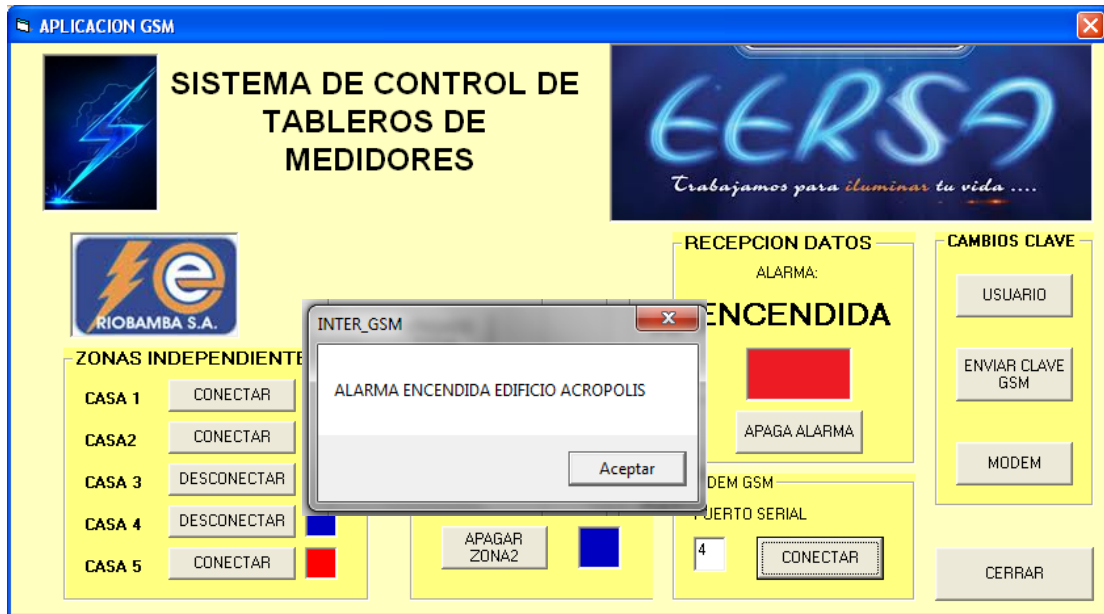 APLICACION GSM
SISTEMA DE CONTROL DE
TABLEROS DE
MEDIDORES
EERSA
Trabajamos para iluminar tu vida ....
e
RIOBAMBA S.A.
ZONAS INDEPENDIENTE
CASA 1
CONECTAR
CASA2
CONECTAR
CASA 3
DESCONECTAR
CASA 4
DESCONECTAR
CASA 5
CONECTAR
INTER_GSM
ALARMA ENCENDIDA EDIFICIO ACROPOLIS
Aceptar
APAGAR
ZONA2
RECEPCION DATOS
ALARMA:
ENCENDIDA
APAGA ALARMA
DEM GSM
PUERTO SERIAL
4
CONECTAR
CAMBIOS CLAVE
USUARIO
ENVIAR CLAVE
GSM
MODEM
CERRAR